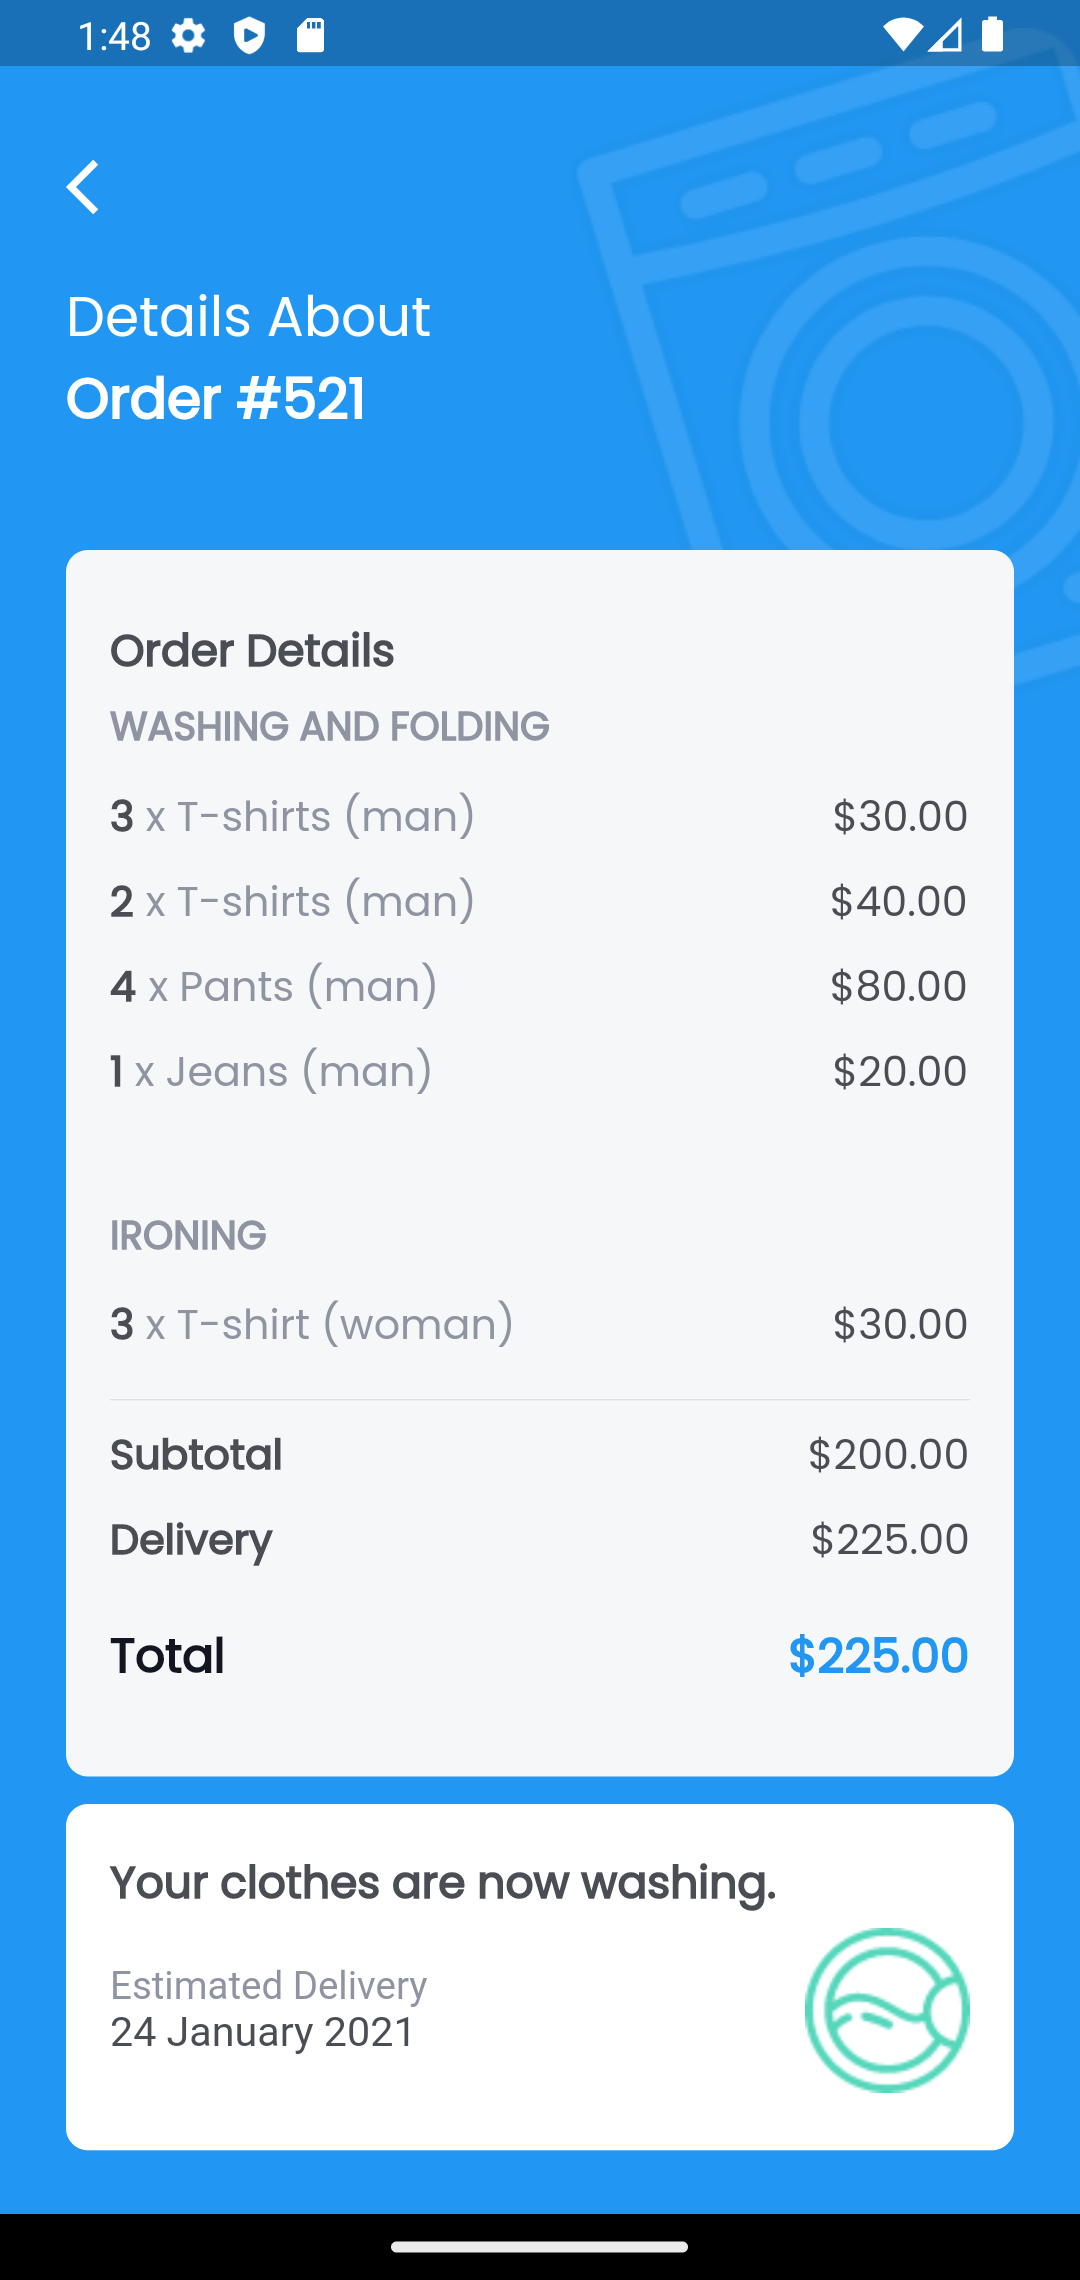 1:48
Details About
Order #521
Order Details
WASHING AND FOLDING
3 x T-shirts (man) $30.00
2 x T-shirts (man) $40.00
4 x Pants (man) $80.00
1 x Jeans (man) $20.00
IRONING
3 x T-shirt (woman) $30.00
Subtotal $200.00
Delivery $225.00
Total $225.00
Your clothes are now washing.
Estimated Delivery
24 January 2021